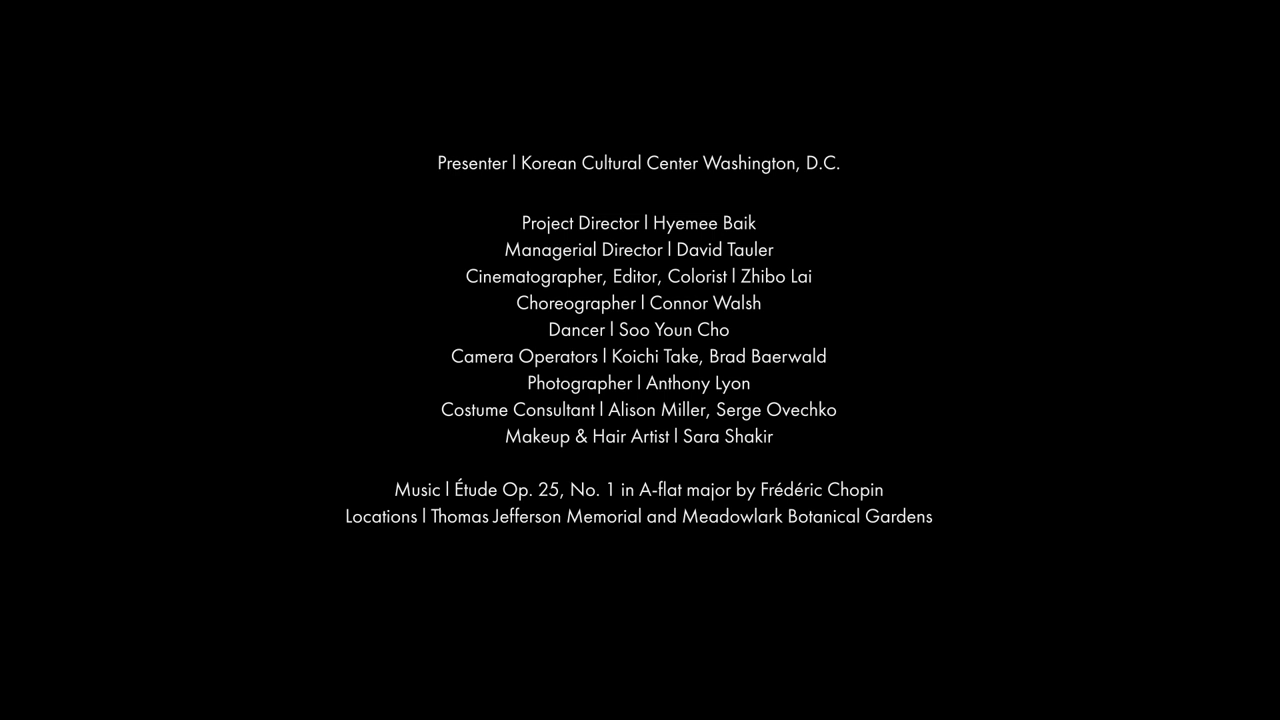 Presenter | Korean Cultural Center Washington, D.C.
Project Director | Hyemee Baik
Managerial Director | David Tauler
Cinematographer, Editor, Colorist | Zhibo Lai
Choreographer | Connor Walsh
Dancer | Soo Youn Cho
Camera Operators | Koichi Take, Brad Baerwald
Photographer | Anthony Lyon
Costume Consultant | Alison Miller, Serge Ovechko
Makeup & Hair Artist | Sara Shakir
Music | Étude Op. 25, No. 1 in A-flat major by Frédéric Chopin
Locations | Thomas Jefferson Memorial and Meadowlark Botanical Gardens